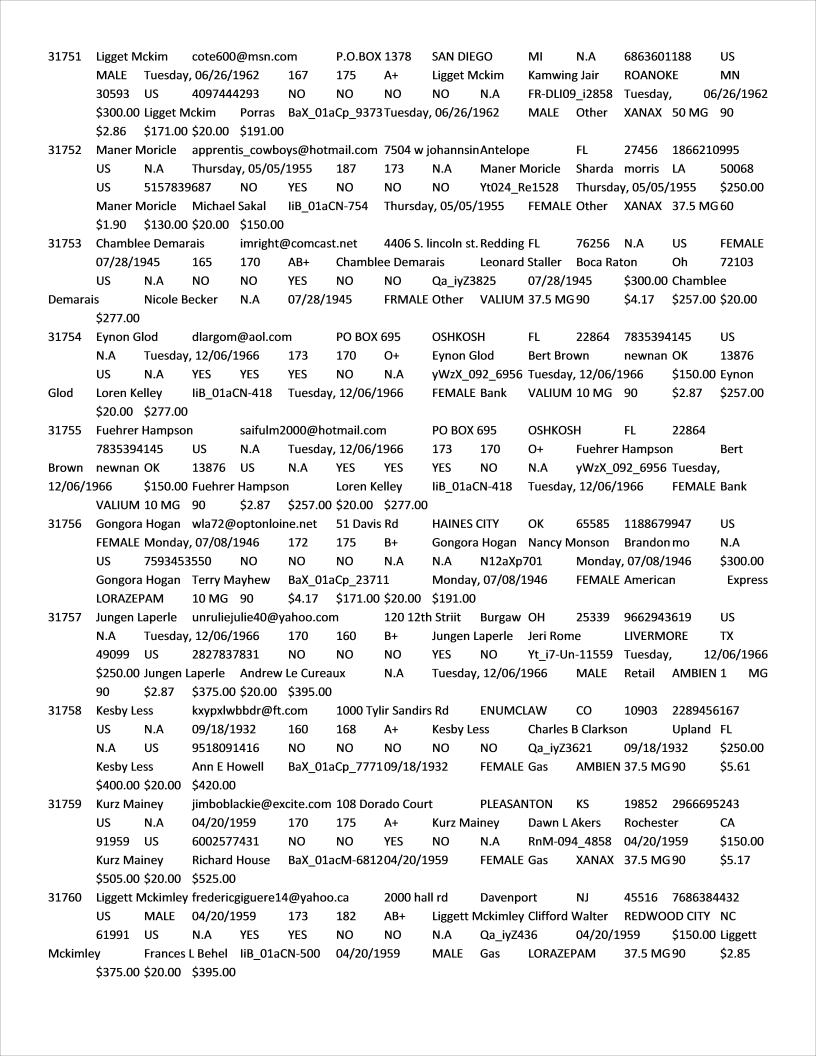 31751 Ligget Mckim cote600@msn.com P.O.BOX 1378 SAN DIEGO MI N.A 6863601188 US
MALE Tuesday, 06/26/1962 167 175 A+ Ligget Mckim Kamwing Jair ROANOKE MN
30593 US 4097444293 NO NO NO NO N.A FR-DLI09_i2858 Tuesday, 06/26/1962
$300.00 Ligget Mckim Porras BaX_01aCp_9373 Tuesday, 06/26/1962 MALE Other XANAX 50 MG 90
$2.86 $171.00 $20.00 $191.00
31752 Maner Moricle apprentis_cowboys@hotmail.com 7504 w johannsin Antelope FL 27456 1866210995
US N.A Thursday, 05/05/1955 187 173 N.A Maner Moricle Sharda morris LA 50068
US 5157839687 NO YES NO NO NO Yt024_Re1528 Thursday, 05/05/1955 $250.00
Maner Moricle Michael Sakal IiB_01aCN-754 Thursday, 05/05/1955 FEMALE Other XANAX 37.5 MG 60
$1.90 $130.00 $20.00 $150.00
31753 Chamblee Demarais imright@comcast.net 4406 S. lincoln st. Redding FL 76256 N.A US FEMALE
07/28/1945 165 170 AB+ Chamblee Demarais Leonard Staller Boca Raton Oh 72103
US N.A NO NO YES NO NO Qa_iyZ3825 07/28/1945 $300.00 Chamblee
Demarais Nicole Becker N.A 07/28/1945 FRMALE Other VALIUM 37.5 MG 90 $4.17 $257.00 $20.00
$277.00
31754 Eynon Glod dlargom@aol.com PO BOX 695 OSHKOSH FL 22864 7835394145 US
N.A Tuesday, 12/06/1966 173 170 O+ Eynon Glod Bert Brown newnan OK 13876
US N.A YES YES YES NO N.A yWzX_092_6956 Tuesday, 12/06/1966 $150.00 Eynon
Glod Loren Kelley IiB_01aCN-418 Tuesday, 12/06/1966 FEMALE Bank VALIUM 10 MG 90 $2.87 $257.00
$20.00 $277.00
31755 Fuehrer Hampson saifulm2000@hotmail.com PO BOX 695 OSHKOSH FL 22864
7835394145 US N.A Tuesday, 12/06/1966 173 170 O+ Fuehrer Hampson Bert
Brown newnan OK 13876 US N.A YES YES YES NO N.A yWzX_092_6956 Tuesday,
12/06/1966 $150.00 Fuehrer Hampson Loren Kelley IiB_01aCN-418 Tuesday, 12/06/1966 FEMALE Bank
VALIUM 10 MG 90 $2.87 $257.00 $20.00 $277.00
31756 Gongora Hogan wla72@optonloine.net 51 Davis Rd HAINES CITY OK 65585 1188679947 US
FEMALE Monday, 07/08/1946 172 175 B+ Gongora Hogan Nancy Monson Brandon mo N.A
US 7593453550 NO NO NO N.A N.A N12aXp701 Monday, 07/08/1946 $300.00
Gongora Hogan Terry Mayhew BaX_01aCp_23711 Monday, 07/08/1946 FEMALE American Express
LORAZEPAM 10 MG 90 $4.17 $171.00 $20.00 $191.00
31757 Jungen Laperle unruliejulie40@yahoo.com 120 12th Striit Burgaw OH 25339 9662943619 US
N.A Tuesday, 12/06/1966 170 160 B+ Jungen Laperle Jeri Rome LIVERMORE TX
49099 US 2827837831 NO NO NO YES NO Yt_i7-Un-11559 Tuesday, 12/06/1966
$250.00 Jungen Laperle Andrew Le Cureaux N.A Tuesday, 12/06/1966 MALE Retail AMBIEN 1 MG
90 $2.87 $375.00 $20.00 $395.00
31758 Kesby Less kxypxlwbbdr@ft.com 1000 Tylir Sandirs Rd ENUMCLAW CO 10903 2289456167
US N.A 09/18/1932 160 168 A+ Kesby Less Charles B Clarkson Upland FL
N.A US 9518091416 NO NO NO NO NO Qa_iyZ3621 09/18/1932 $250.00
Kesby Less Ann E Howell BaX_01aCp_7771 09/18/1932 FEMALE Gas AMBIEN 37.5 MG 90 $5.61
$400.00 $20.00 $420.00
31759 Kurz Mainey jimboblackie@excite.com 108 Dorado Court PLEASANTON KS 19852 2966695243
US N.A 04/20/1959 170 175 A+ Kurz Mainey Dawn L Akers Rochester CA
91959 US 6002577431 NO NO YES NO N.A RnM-094_4858 04/20/1959 $150.00
Kurz Mainey Richard House BaX_01acM-6812 04/20/1959 FEMALE Gas XANAX 37.5 MG 90 $5.17
$505.00 $20.00 $525.00
31760 Liggett Mckimley fredericgiguere14@yahoo.ca 2000 hall rd Davenport NJ 45516 7686384432
US MALE 04/20/1959 173 182 AB+ Liggett Mckimley Clifford Walter REDWOOD CITY NC
61991 US N.A YES YES NO NO N.A Qa_iyZ436 04/20/1959 $150.00 Liggett
Mckimley Frances L Behel IiB_01aCN-500 04/20/1959 MALE Gas LORAZEPAM 37.5 MG 90 $2.85
$375.00 $20.00 $395.00